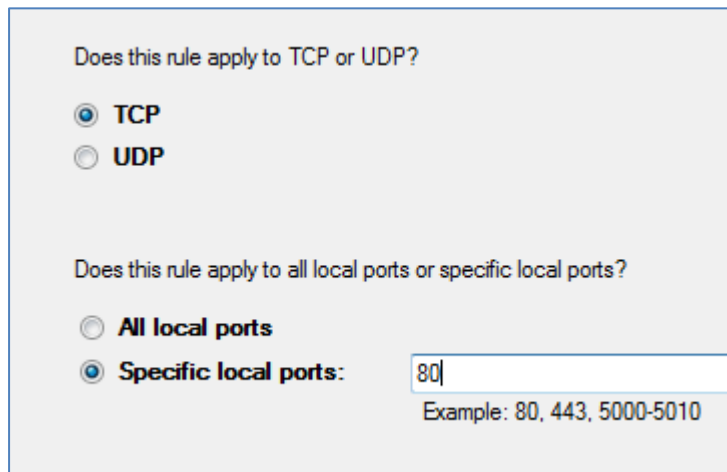 Does this rule apply to TCP or UDP?
TCP
UDP
Does this rule apply to all local ports or specific local ports?
All local ports
Specific local ports: 80
Example: 80, 443, 5000-5010